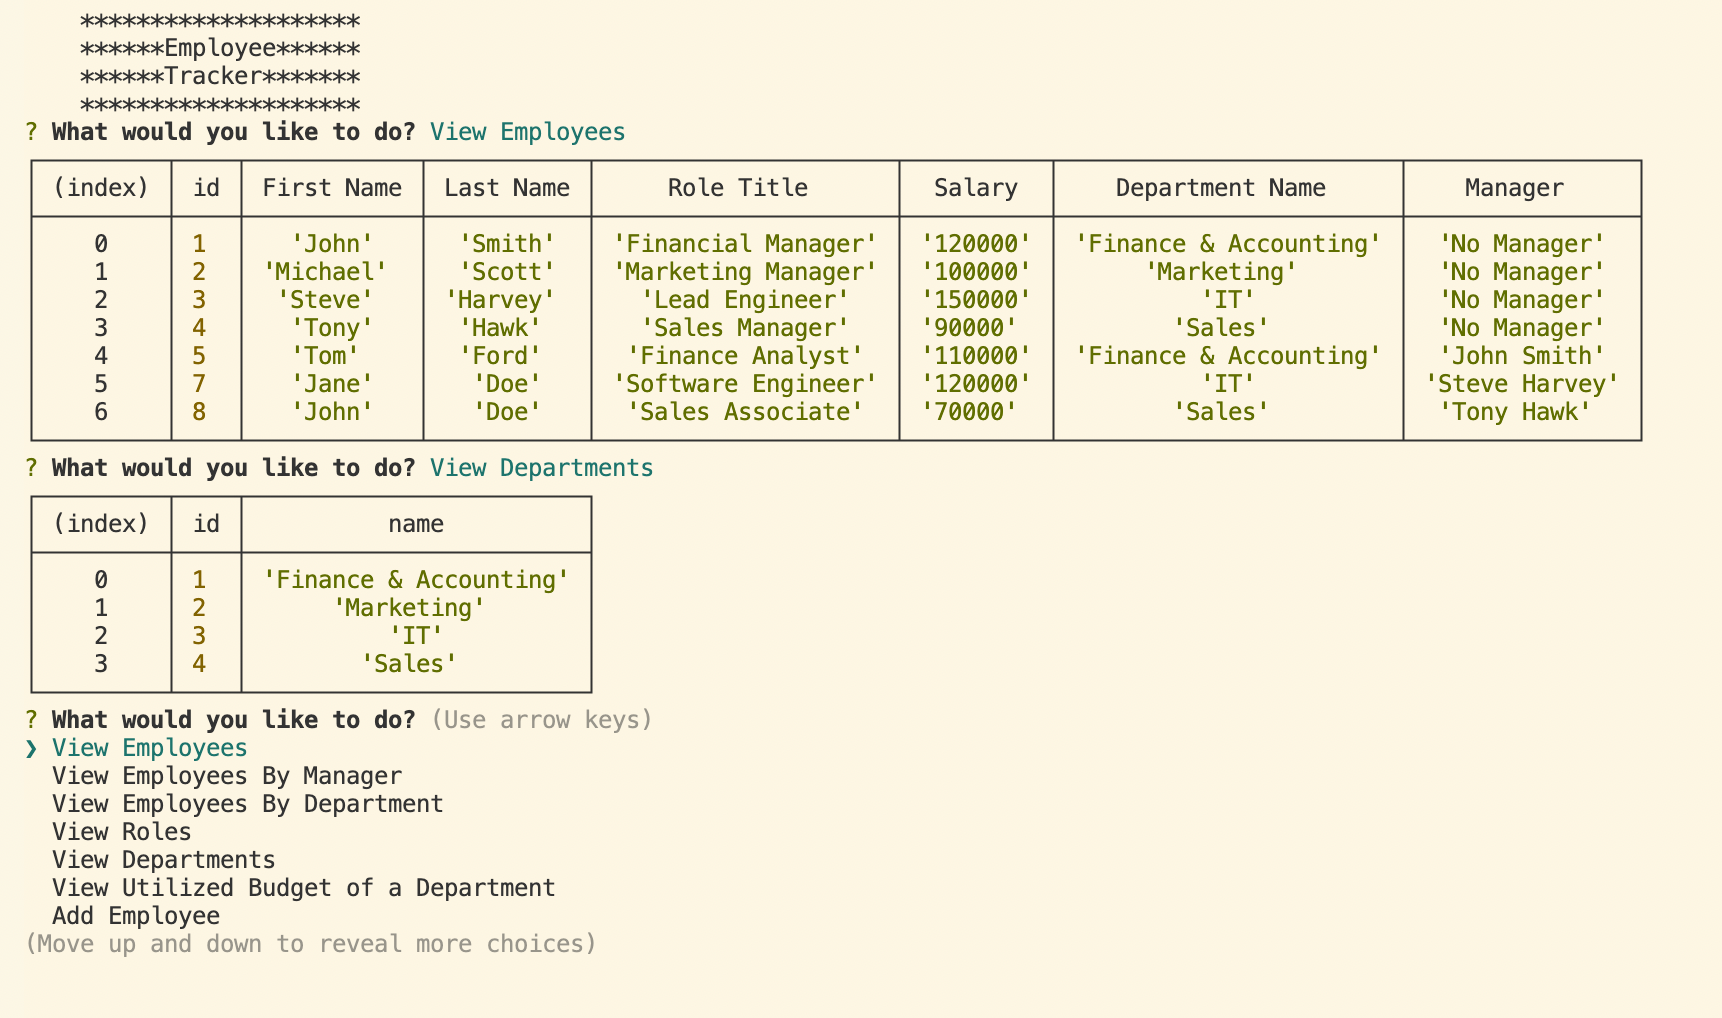 ********************
******Employee******
******Tracker*******
********************
? What would you like to do? View Employees
(index) id First Name Last Name Role Title Salary Department Name Manager
0 1 'John' 'Smith' 'Financial Manager' '120000' 'Finance & Accounting' 'No Manager'
1 2 'Michael' 'Scott' 'Marketing Manager' '100000' 'Marketing' 'No Manager'
2 3 'Steve' 'Harvey' 'Lead Engineer' '150000' 'IT' 'No Manager'
3 4 'Tony' 'Hawk' 'Sales Manager' '90000' 'Sales' 'No Manager'
4 5 'Tom' 'Ford' 'Finance Analyst' '110000' 'Finance & Accounting' 'John Smith'
5 7 'Jane' 'Doe' 'Software Engineer' '120000' 'IT' 'Steve Harvey'
6 8 'John' 'Doe' 'Sales Associate' '70000' 'Sales' 'Tony Hawk'
? What would you like to do? View Departments
(index) id name
0 1 'Finance & Accounting'
1 2 'Marketing'
2 3 'IT'
3 4 'Sales'
? What would you like to do? (Use arrow keys)
❯ View Employees
View Employees By Manager
View Employees By Department
View Roles
View Departments
View Utilized Budget of a Department
Add Employee
(Move up and down to reveal more choices)